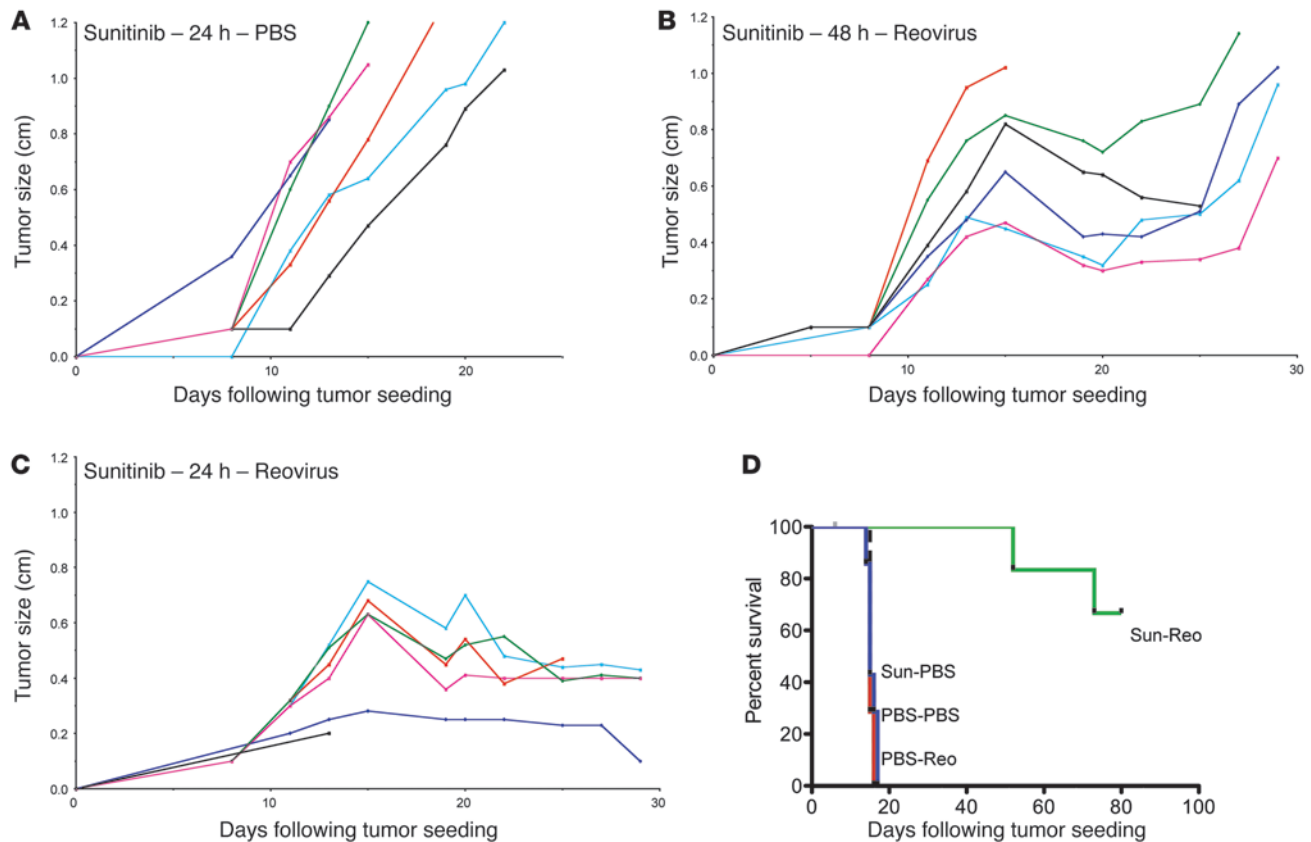 A
Sunitinib – 24 h – PBS
1.2
1.0
0.8
0.6
0.4
0.2
0.0
Tumor size (cm)
0
10
20
Days following tumor seeding
B
Sunitinib – 48 h – Reovirus
1.2
1.0
0.8
0.6
0.4
0.2
0.0
Tumor size (cm)
0
10
20
30
Days following tumor seeding
C
Sunitinib – 24 h – Reovirus
1.2
1.0
0.8
0.6
0.4
0.2
0.0
Tumor size (cm)
0
10
20
30
Days following tumor seeding
D
100
80
60
40
20
0
Percent survival
Sun-Reo
Sun-PBS
PBS-PBS
PBS-Reo
0
20
40
60
80
100
Days following tumor seeding